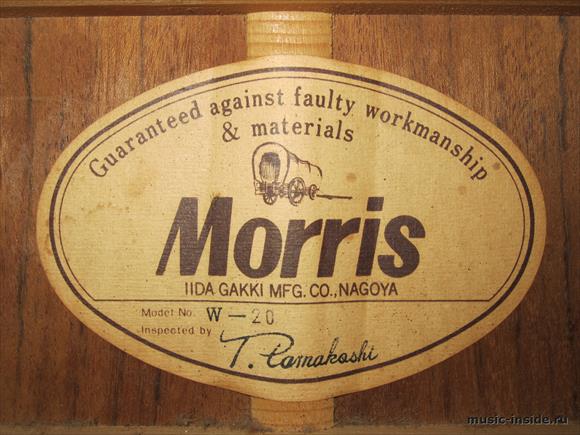 Guaranteed against faulty workmanship
& materials
Morris
IIDA GAKKI MFG. CO., NAGOYA
Model No. W-20
Inspected by T.
music-inside.ru